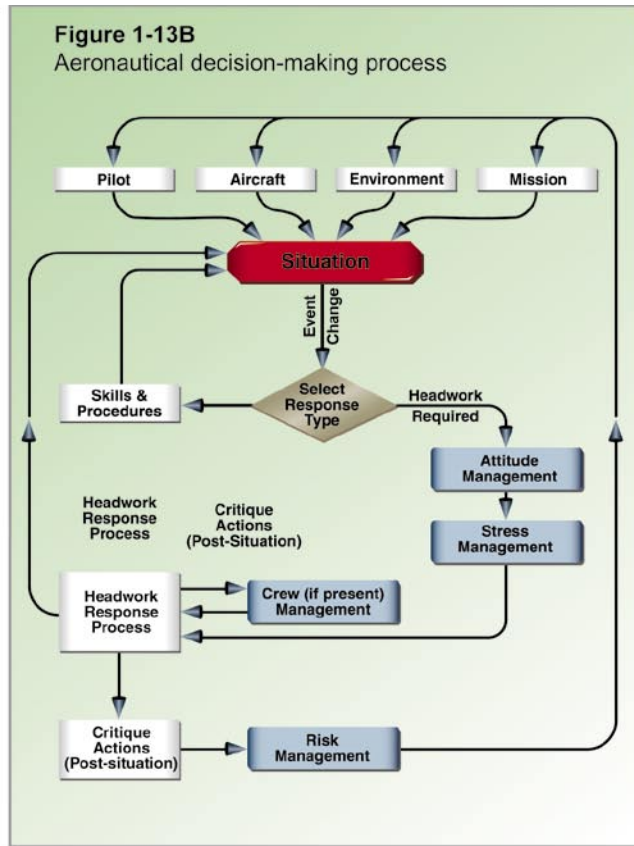 Figure 1-13B
Aeronautical decision-making process
Pilot
Aircraft
Environment
Mission
Situation
Event
Change
Select
Response
Type
Headwork
Required
Skills &
Procedures
Attitude
Management
Headwork
Response
Process
Critique
Actions
(Post-Situation)
Stress
Management
Headwork
Response
Process
Crew (if present)
Management
Critique
Actions
(Post-situation)
Risk
Management